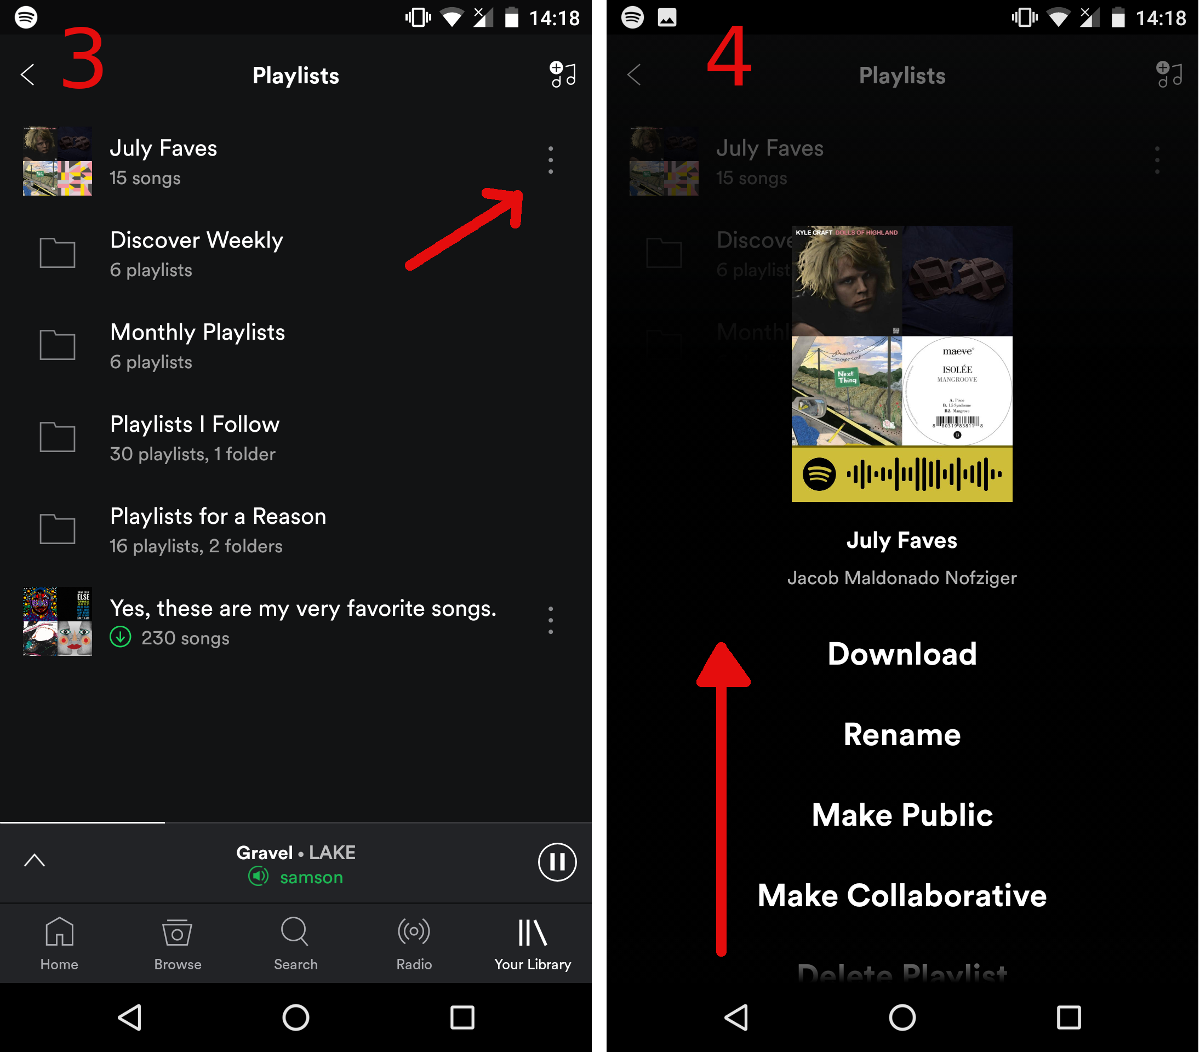 14:18
3
Playlists
July Faves
15 songs
Discover Weekly
6 playlists
Monthly Playlists
6 playlists
Playlists I Follow
30 playlists, 1 folder
Playlists for a Reason
16 playlists, 2 folders
ELSE
Yes, these are my very favorite songs.
230 songs
Gravel • LAKE
samson
Home
Browse
Search
Radio
Your Library
14:18
4
Playlists
July Faves
15 songs
Discove
6 playlist
Monthly
KYLE CRAFT DOLLS OF HIGHLAND
Next
Thing
maeve
ISOLÉE
MANGROOVE
July Faves
Jacob Maldonado Nofziger
Download
Rename
Make Public
Make Collaborative
Delete Playlist